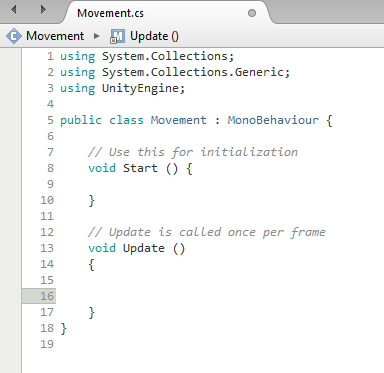 Movement.cs
Movement Update ()
1 using System.Collections;
2 using System.Collections.Generic;
3 using UnityEngine;
4
5 public class Movement : MonoBehaviour {
6
7 // Use this for initialization
8 void Start () {
9
10 }
11
12 // Update is called once per frame
13 void Update ()
14 {
15
16
17 }
18 }
19